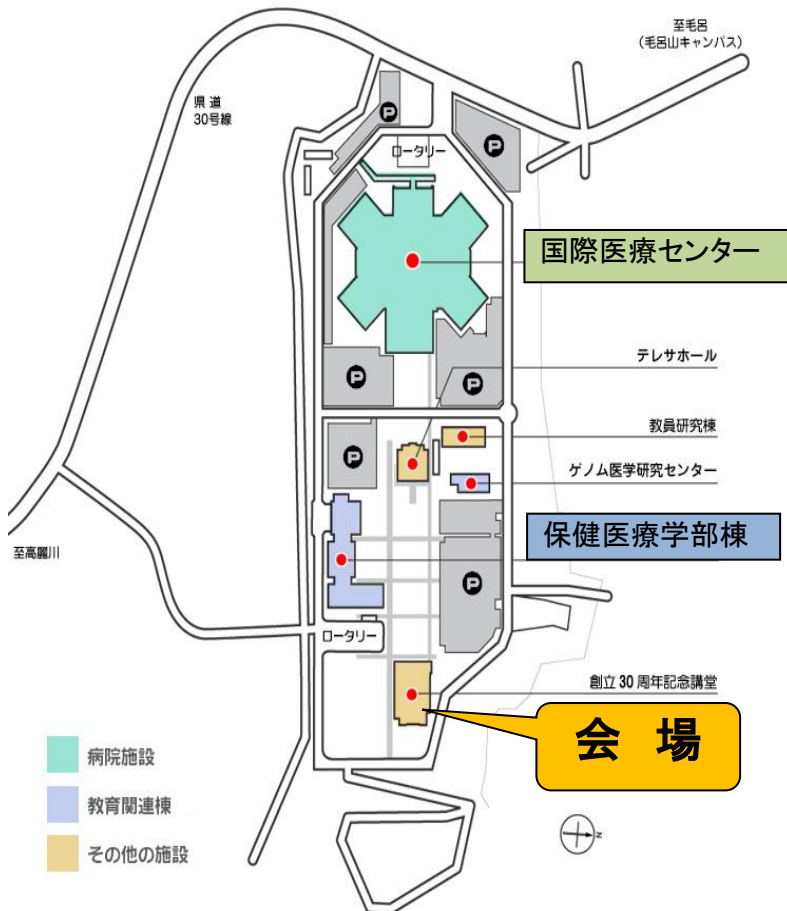 至毛呂
（毛呂山キャンパス）
県道
30号線
P
P
ロータリー
国際医療センター
テレサホール
P
P
教員研究棟
P
ゲノム医学研究センター
保健医療学部棟
至高麗川
P
ロータリー
創立30周年記念講堂
会 場
病院施設
教育関連棟
その他の施設
N